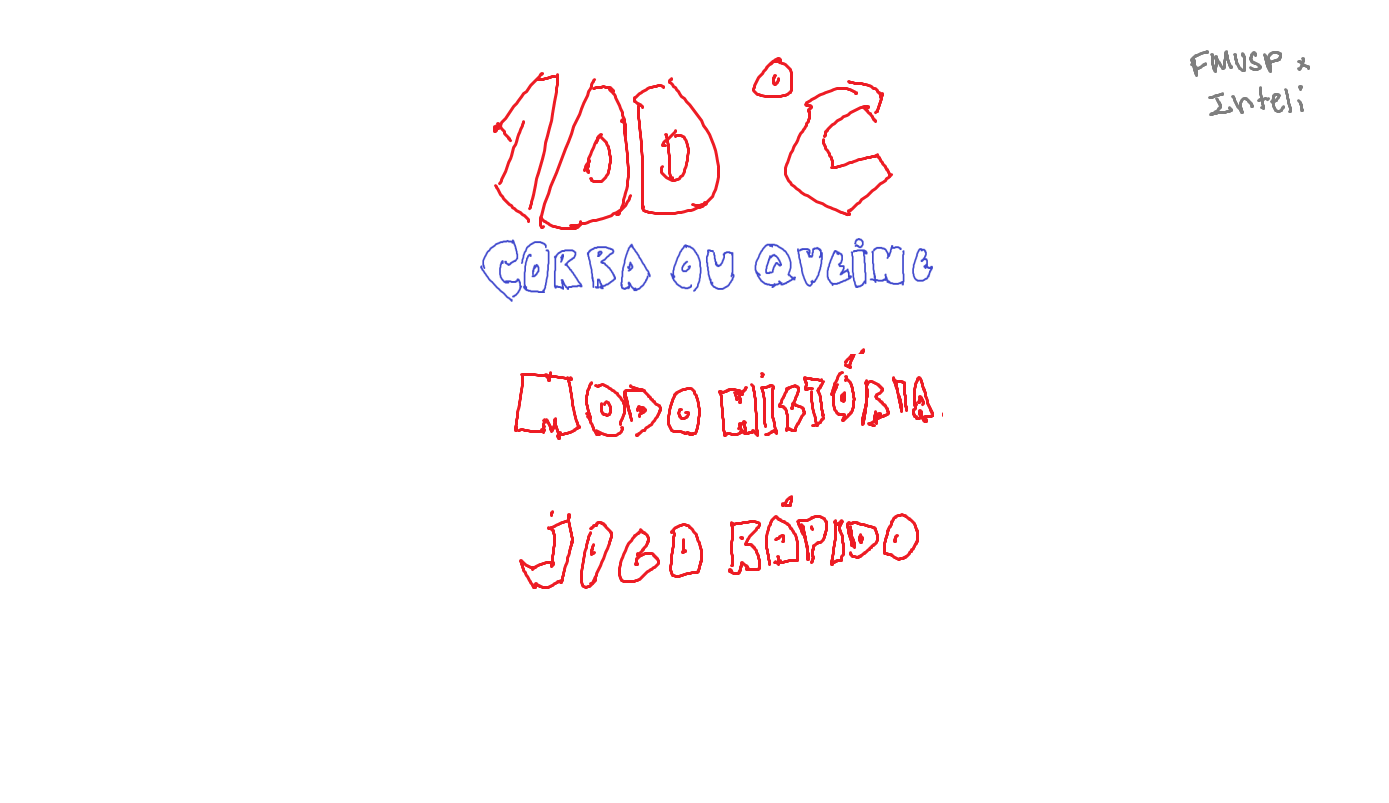 100 °C
CORRA OU QUEIME
MODO HISTÓRIA
JOGO RÁPIDO
FMUSP x
Inteli